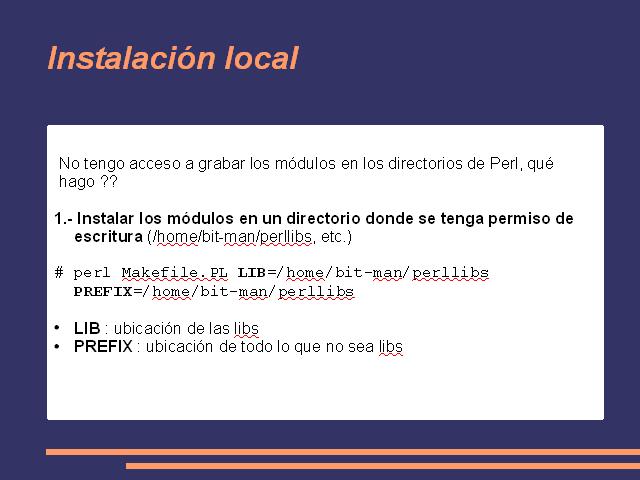 Instalación local
No tengo acceso a grabar los módulos en los directorios de Perl, qué
hago ??
1.- Instalar los módulos en un directorio donde se tenga permiso de
escritura (/home/bit-man/perllibs, etc.)
# perl Makefile.PL LIB=/home/bit-man/perllibs
PREFIX=/home/bit-man/perllibs
• LIB : ubicación de las libs
• PREFIX : ubicación de todo lo que no sea libs